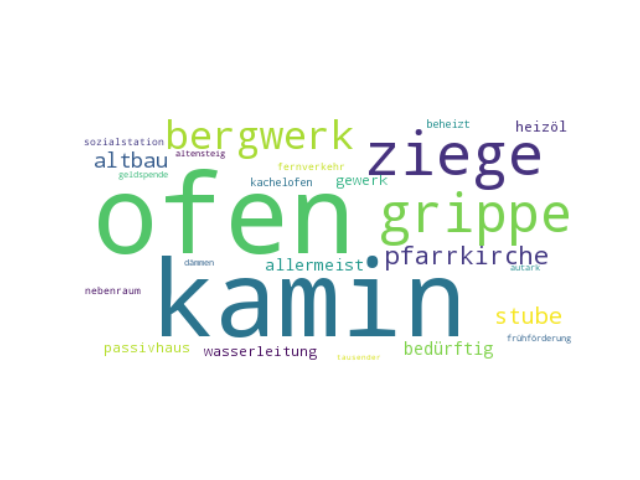 bergwerk
beheizt
heizöl
sozialstation
ziege
altbau
altensteig
geldspende
fernverkehr
kachelofen
gewerk
ofen
grippe
pfarrkirche
dämmen
allermeist
autark
kamin
nebenraum
stube
frühförderung
passivhaus
wasserleitung
bedürftig
tausender